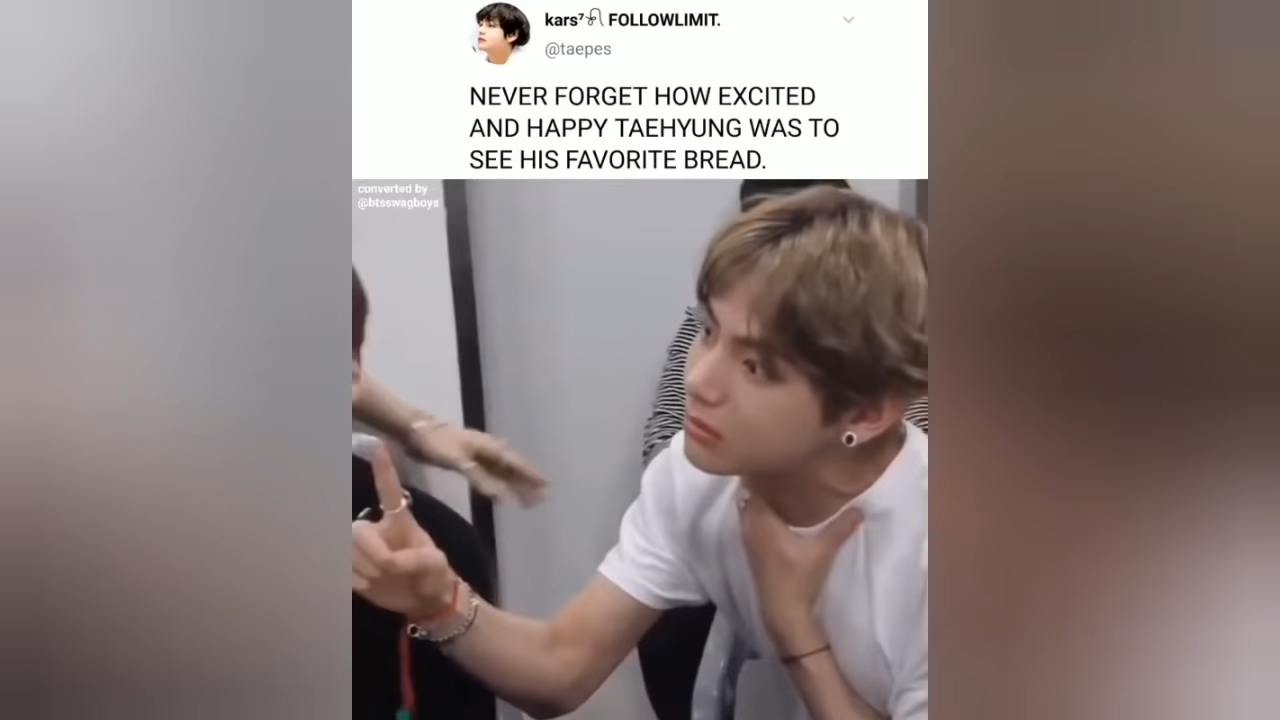 kars⁷ FOLLOWLIMIT.
@taepes
NEVER FORGET HOW EXCITED
AND HAPPY TAEHYUNG WAS TO
SEE HIS FAVORITE BREAD.
converted by
@btsswagboys